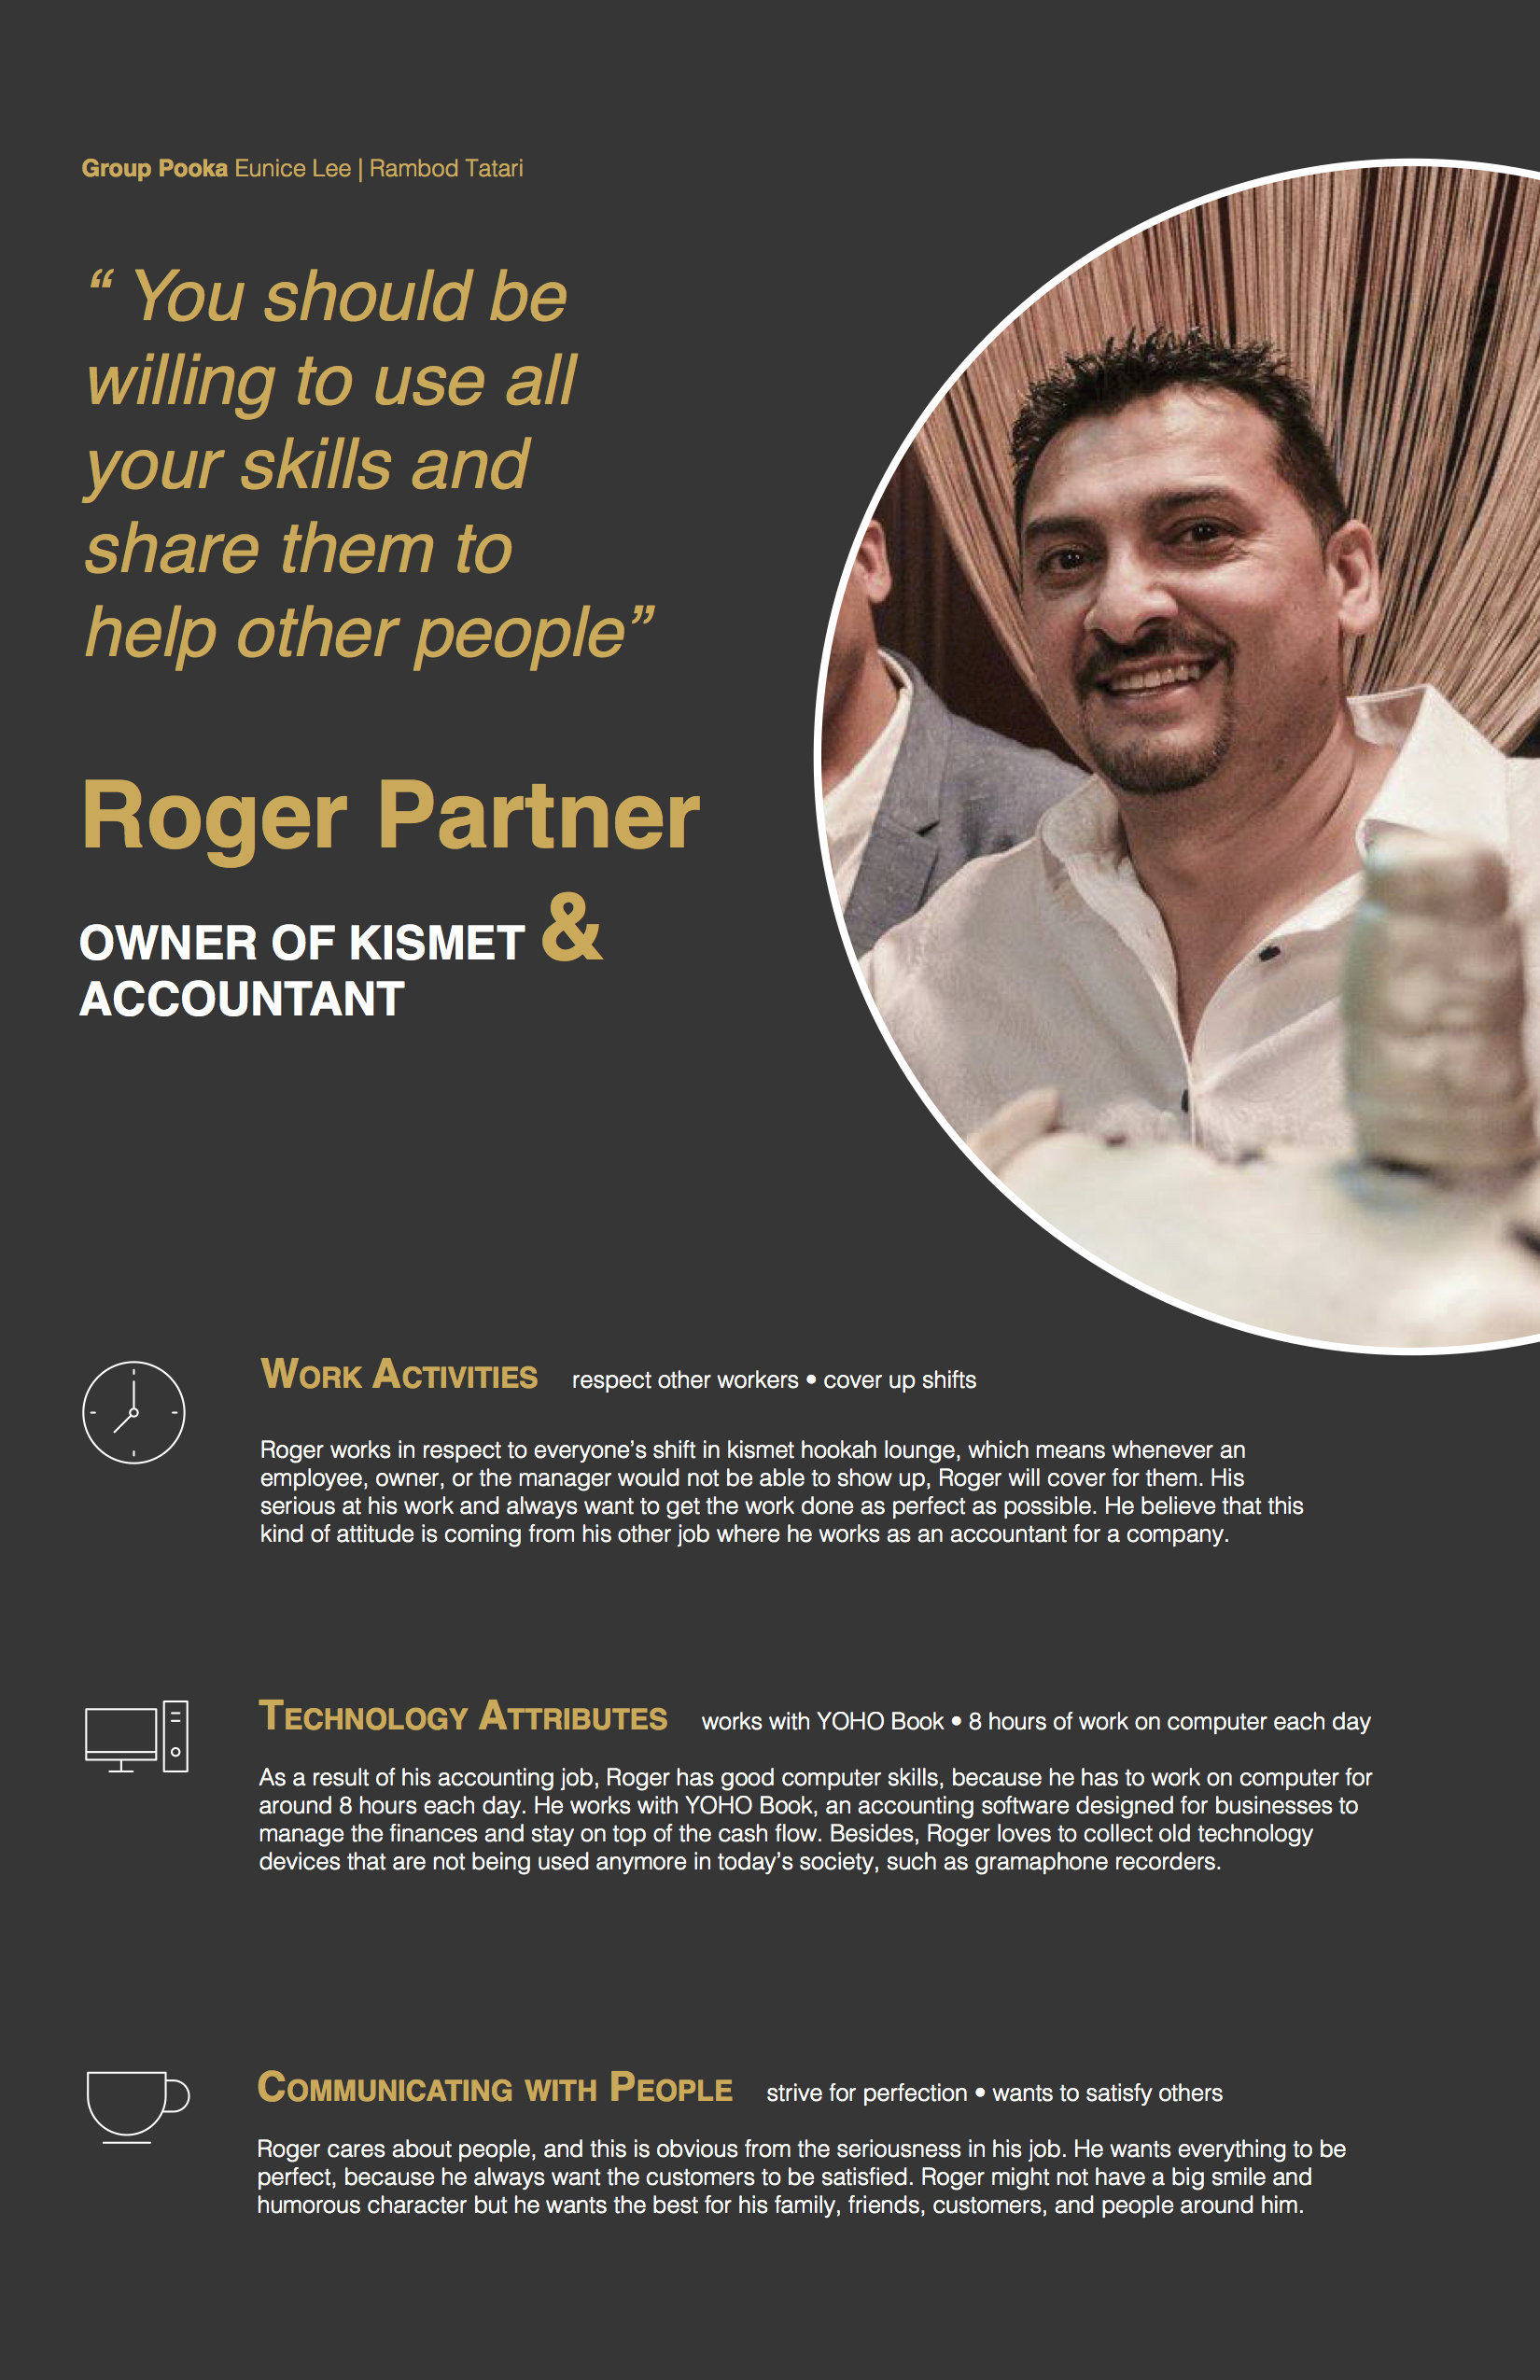 Group Pooka Eunice Lee | Rambod Tatari
“ You should be
willing to use all
your skills and
share them to
help other people”
Roger Partner
OWNER OF KISMET &
ACCOUNTANT
WORK ACTIVITIES respect other workers • cover up shifts
Roger works in respect to everyone’s shift in kismet hookah lounge, which means whenever an
employee, owner, or the manager would not be able to show up, Roger will cover for them. His
serious at his work and always want to get the work done as perfect as possible. He believe that this
kind of attitude is coming from his other job where he works as an accountant for a company.
TECHNOLOGY ATTRIBUTES works with YOHO Book • 8 hours of work on computer each day
As a result of his accounting job, Roger has good computer skills, because he has to work on computer for
around 8 hours each day. He works with YOHO Book, an accounting software designed for businesses to
manage the finances and stay on top of the cash flow. Besides, Roger loves to collect old technology
devices that are not being used anymore in today’s society, such as gramaphone recorders.
COMMUNICATING WITH PEOPLE strive for perfection • wants to satisfy others
Roger cares about people, and this is obvious from the seriousness in his job. He wants everything to be
perfect, because he always want the customers to be satisfied. Roger might not have a big smile and
humorous character but he wants the best for his family, friends, customers, and people around him.